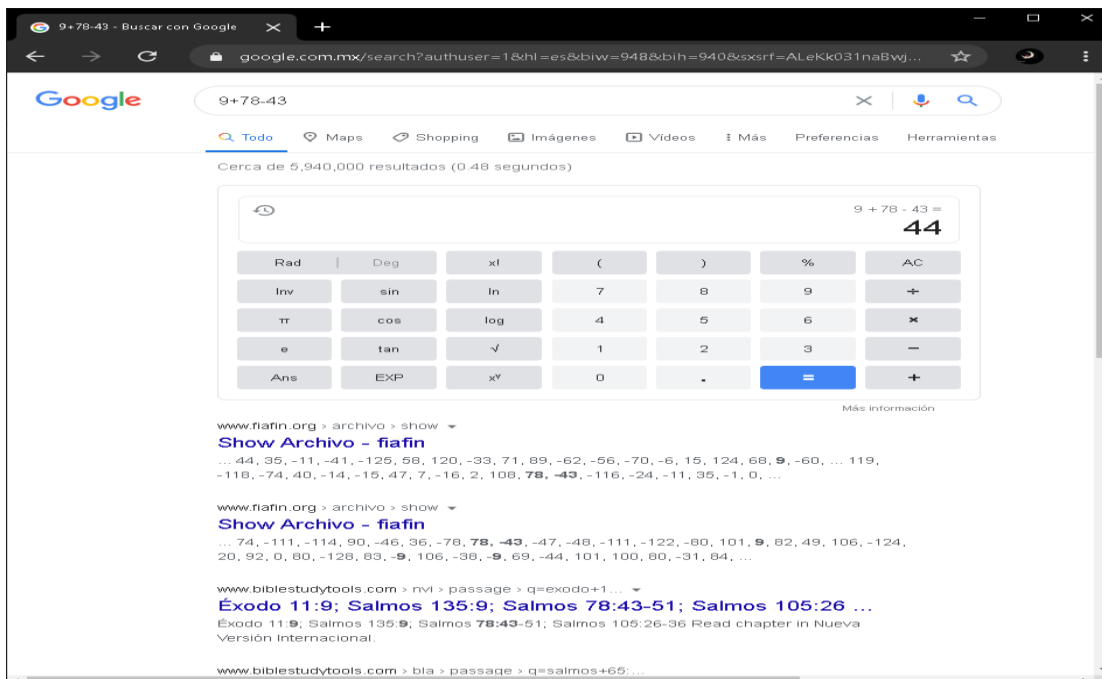 9+78-43 - Buscar con Google
google.com.mx/search?authuser=1&hl=es&biw=948&bih=940&sxsrf=ALeKk031naBwj...
Google
9+78-43
Todo Maps Shopping Imágenes Vídeos Más Preferencias Herramientas
Cerca de 5,940,000 resultados (0.48 segundos)
9 + 78 - 43 =
44
Rad | Deg x! ( ) % AC
Inv sin ln 7 8 9 ÷
π cos log 4 5 6 ×
e tan √ 1 2 3 −
Ans EXP xʸ 0 . = +
Más información
www.fiafin.org › archivo › show
Show Archivo - fiafin
... 44, 35, -11, -41, -125, 58, 120, -33, 71, 89, -62, -56, -70, -6, 15, 124, 68, 9, -60, ... 119,
-118, -74, 40, -14, -15, 47, 7, -16, 2, 108, 78, -43, -116, -24, -11, 35, -1, 0, ...
www.fiafin.org › archivo › show
Show Archivo - fiafin
... 74, -111, -114, 90, -46, 36, -78, 78, -43, -47, -48, -111, -122, -80, 101, 9, 82, 49, 106, -124,
20, 92, 0, 80, -128, 83, -9, 106, -38, -9, 69, -44, 101, 100, 80, -31, 84, ...
www.biblestudytools.com › nvi › passage › q=exodo+1...
Éxodo 11:9; Salmos 135:9; Salmos 78:43-51; Salmos 105:26 ...
Éxodo 11:9; Salmos 135:9; Salmos 78:43-51; Salmos 105:26-36 Read chapter in Nueva
Versión Internacional.
www.biblestudytools.com › bla › passage › q=salmos+65:...